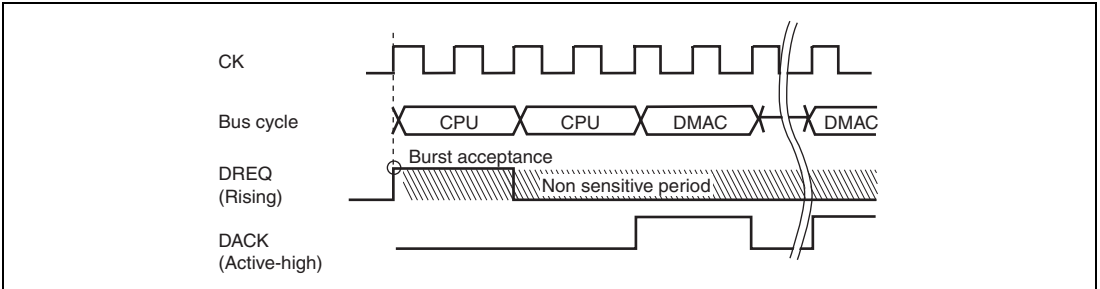 CK
Bus cycle
CPU CPU DMAC DMAC
Burst acceptance
DREQ
(Rising)
Non sensitive period
DACK
(Active-high)